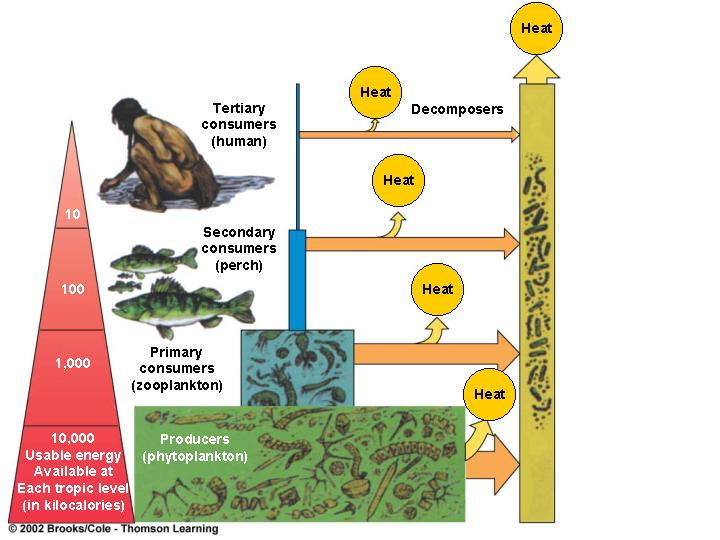 Heat
Heat
Tertiary
consumers
(human)
Decomposers
Heat
10
Secondary
consumers
(perch)
100
Heat
Primary
consumers
(zooplankton)
1,000
Heat
10,000
Usable energy
Available at
Each tropic level
(in kilocalories)
Producers
(phytoplankton)
© 2002 Brooks/Cole - Thomson Learning